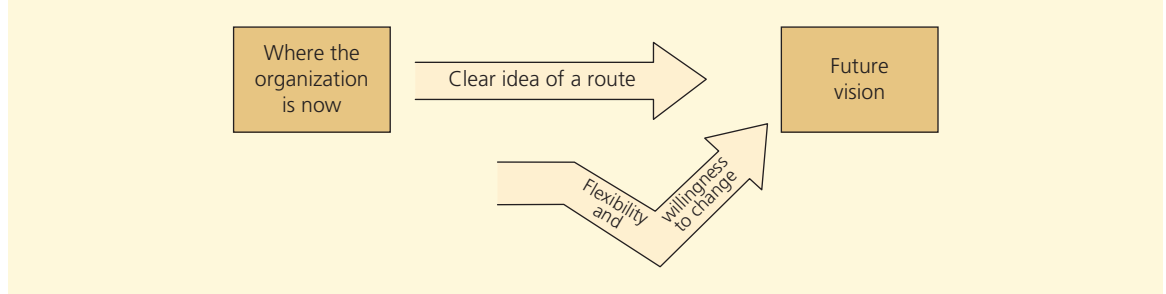 Where the
organization
is now
Clear idea of a route
Future
vision
Flexibility
and
willingness
to change